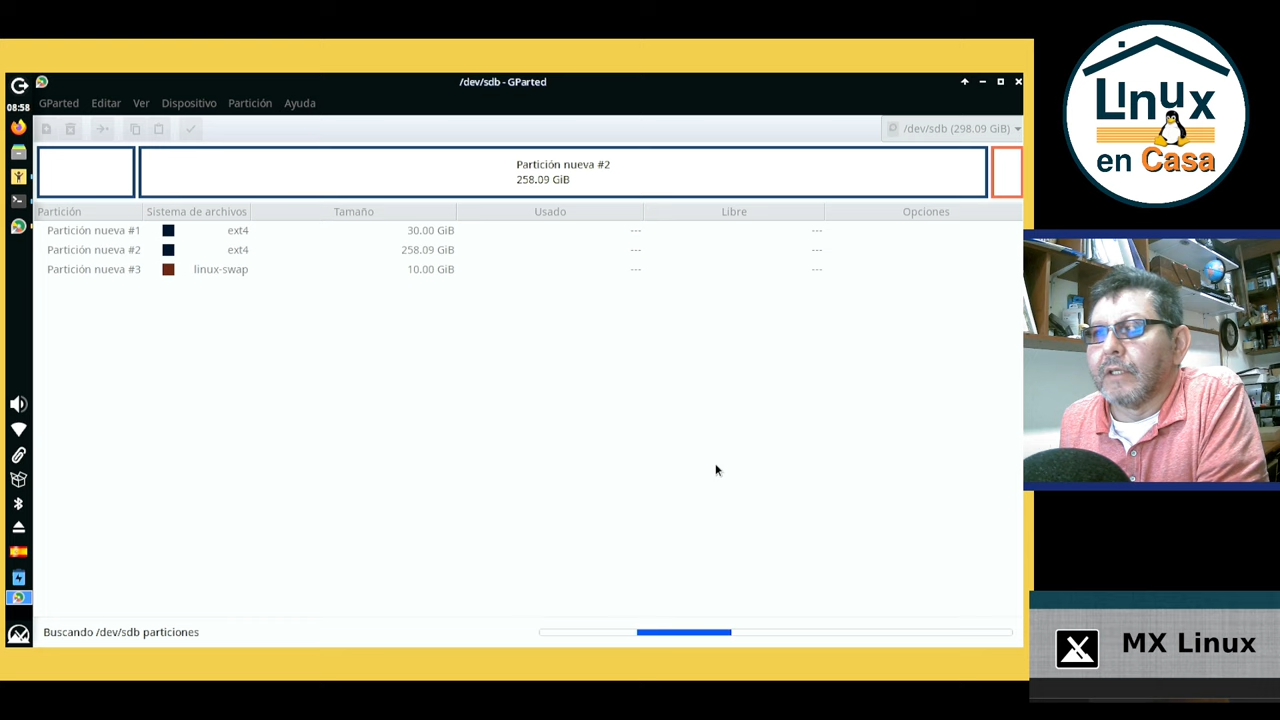 /dev/sdb - GParted
08:58
GParted Editar Ver Dispositivo Partición Ayuda
/dev/sdb (298.09 GiB)
Partición nueva #2
258.09 GiB
Partición Sistema de archivos Tamaño Usado Libre Opciones
Partición nueva #1 ext4 30.00 GiB --- ---
Partición nueva #2 ext4 258.09 GiB --- ---
Partición nueva #3 linux-swap 10.00 GiB --- ---
Buscando /dev/sdb particiones
Linux
en Casa
MX Linux